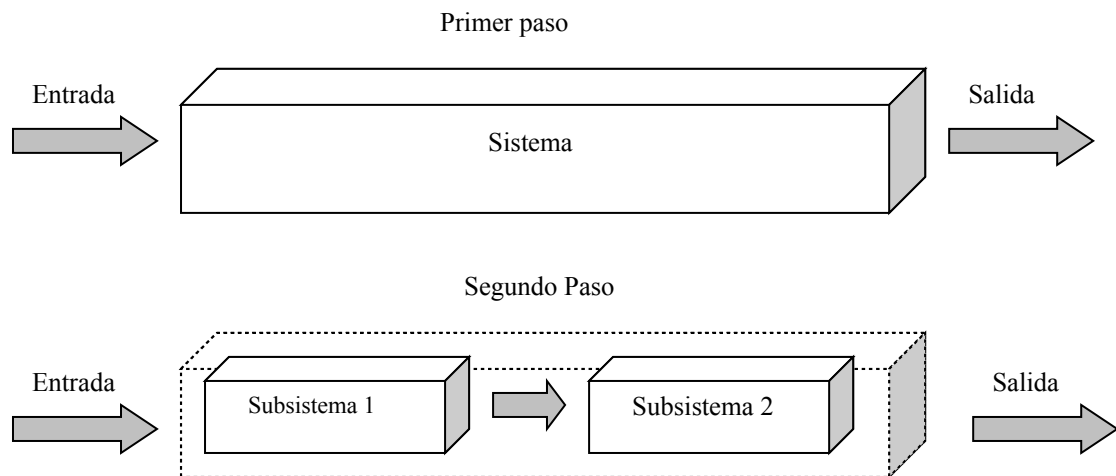 Primer paso
Entrada
Salida
Sistema
Segundo Paso
Entrada
Salida
Subsistema 1
Subsistema 2